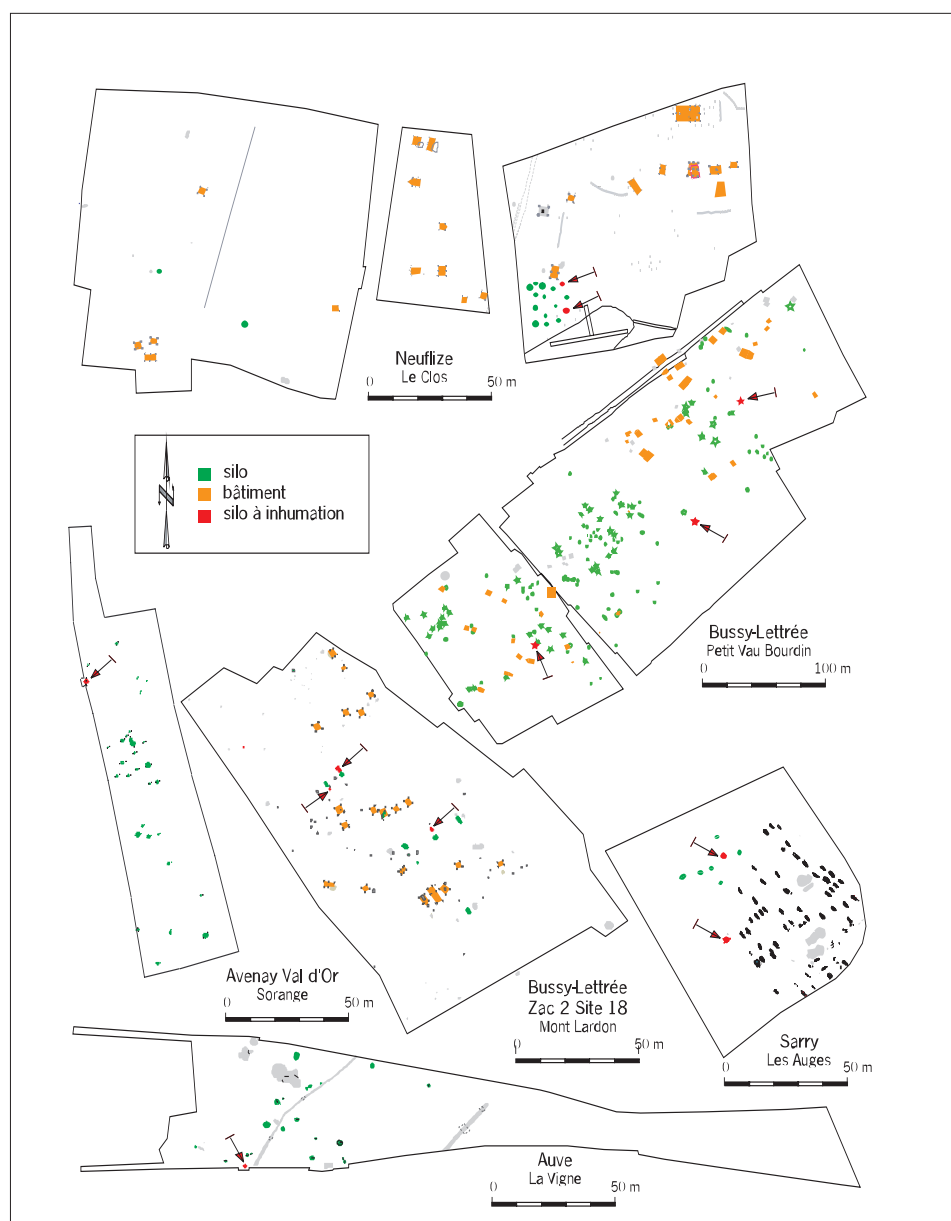 Neuflize
Le Clos
0 50 m
silo
bâtiment
silo à inhumation
Bussy-Lettrée
Petit Vau Bourdin
0 100 m
Avenay Val d'Or
Sorange
0 50 m
Bussy-Lettrée
Zac 2 Site 18
Mont Lardon
0 50 m
Sarry
Les Auges
0 50 m
Auve
La Vigne
0 50 m